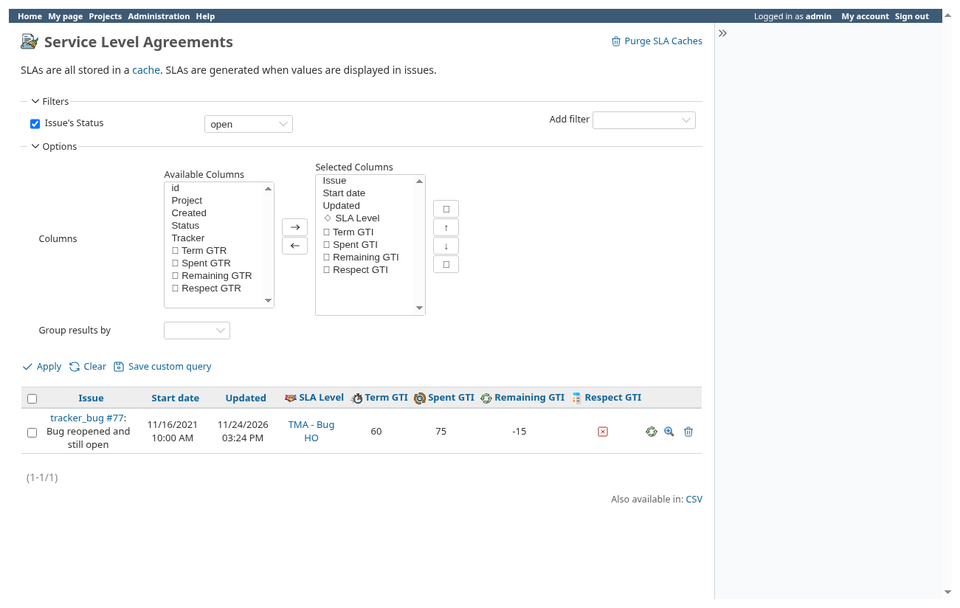 Home My page Projects Administration Help Logged in as admin My account Sign out
Service Level Agreements Purge SLA Caches
SLAs are all stored in a cache. SLAs are generated when values are displayed in issues.
Filters
Issue's Status open Add filter
Options
Columns
Available Columns
id
Project
Created
Status
Tracker
Term GTR
Spent GTR
Remaining GTR
Respect GTR
→
←
Selected Columns
Issue
Start date
Updated
SLA Level
Term GTI
Spent GTI
Remaining GTI
Respect GTI
↑
↓
Group results by
Apply Clear Save custom query
Issue Start date Updated SLA Level Term GTI Spent GTI Remaining GTI Respect GTI
tracker_bug #77:
Bug reopened and
still open
11/16/2021
10:00 AM
11/24/2026
03:24 PM
TMA - Bug
HO
60 75 -15
(1-1/1)
Also available in: CSV